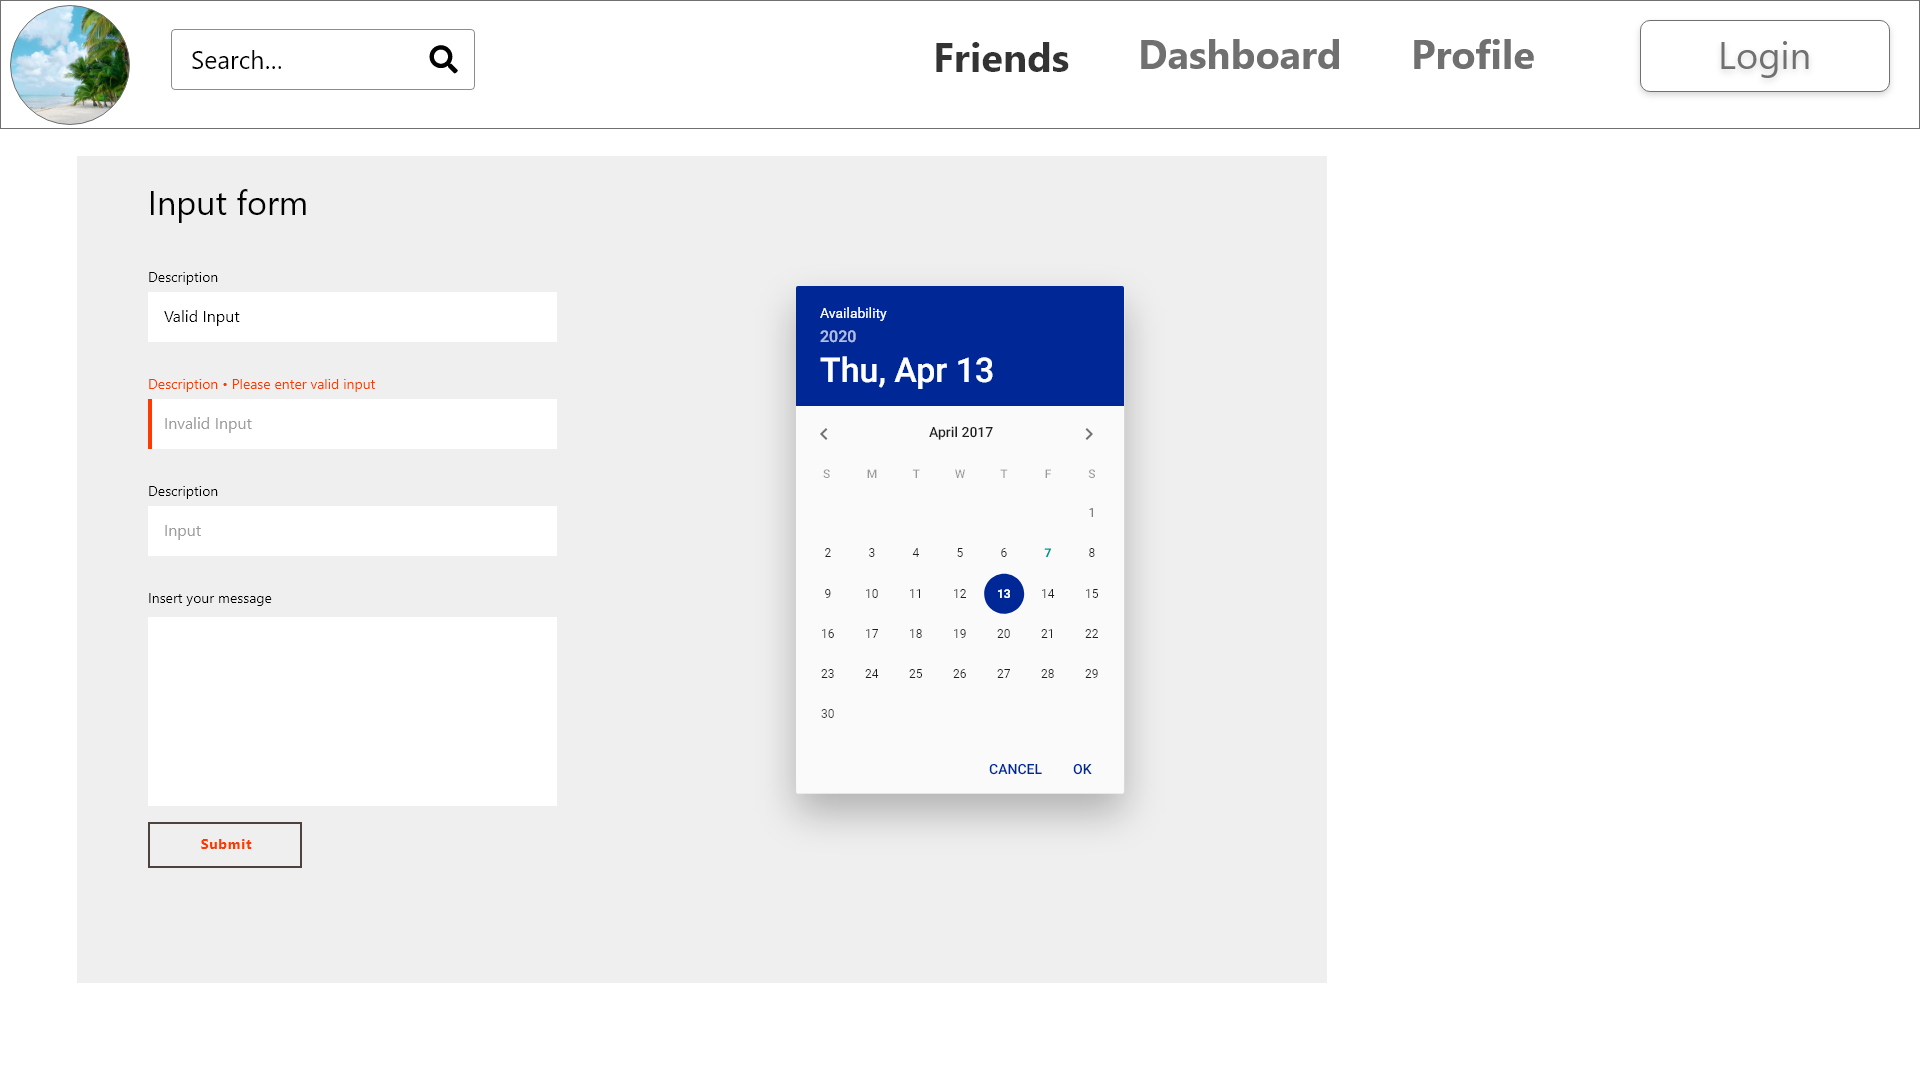 Search...
Friends
Dashboard
Profile
Login
Input form
Description
Valid Input
Description • Please enter valid input
Invalid Input
Description
Input
Insert your message
Submit
Availability
2020
Thu, Apr 13
April 2017
S M T W T F S
1
2 3 4 5 6 7 8
9 10 11 12 13 14 15
16 17 18 19 20 21 22
23 24 25 26 27 28 29
30
CANCEL OK